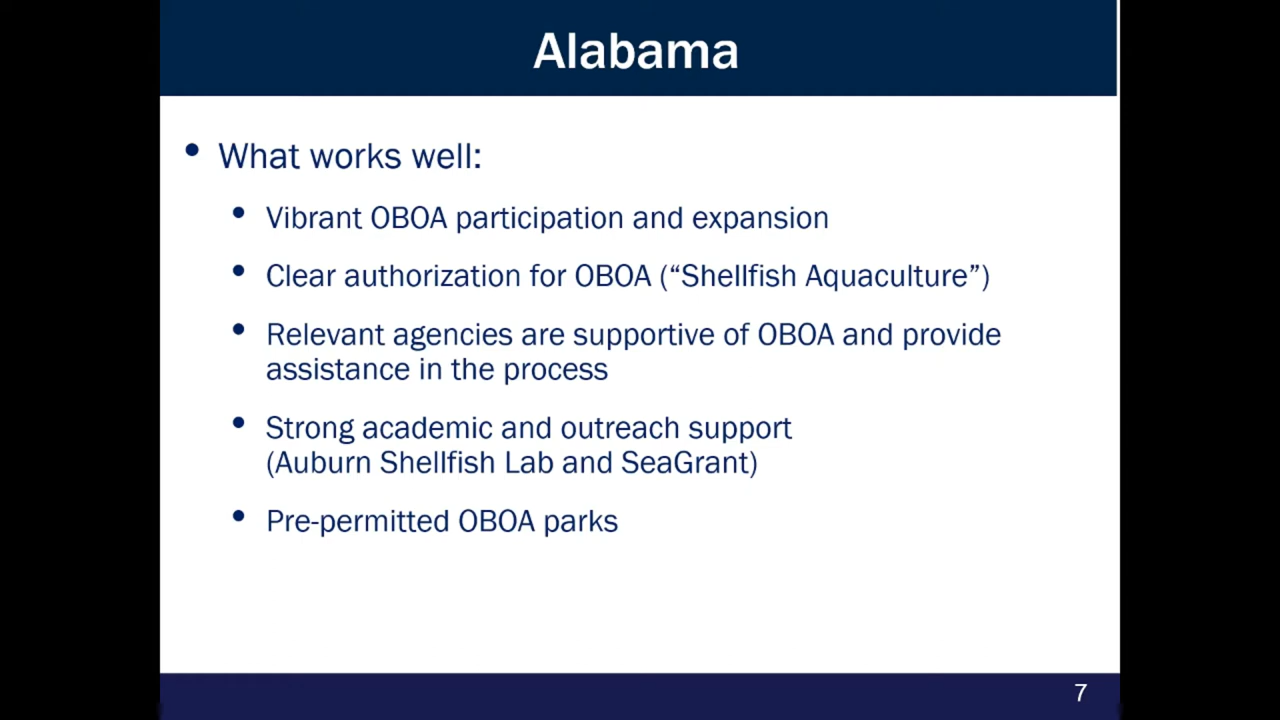 Alabama
• What works well:
• Vibrant OBOA participation and expansion
• Clear authorization for OBOA (“Shellfish Aquaculture”)
• Relevant agencies are supportive of OBOA and provide
assistance in the process
• Strong academic and outreach support
(Auburn Shellfish Lab and SeaGrant)
• Pre-permitted OBOA parks
7